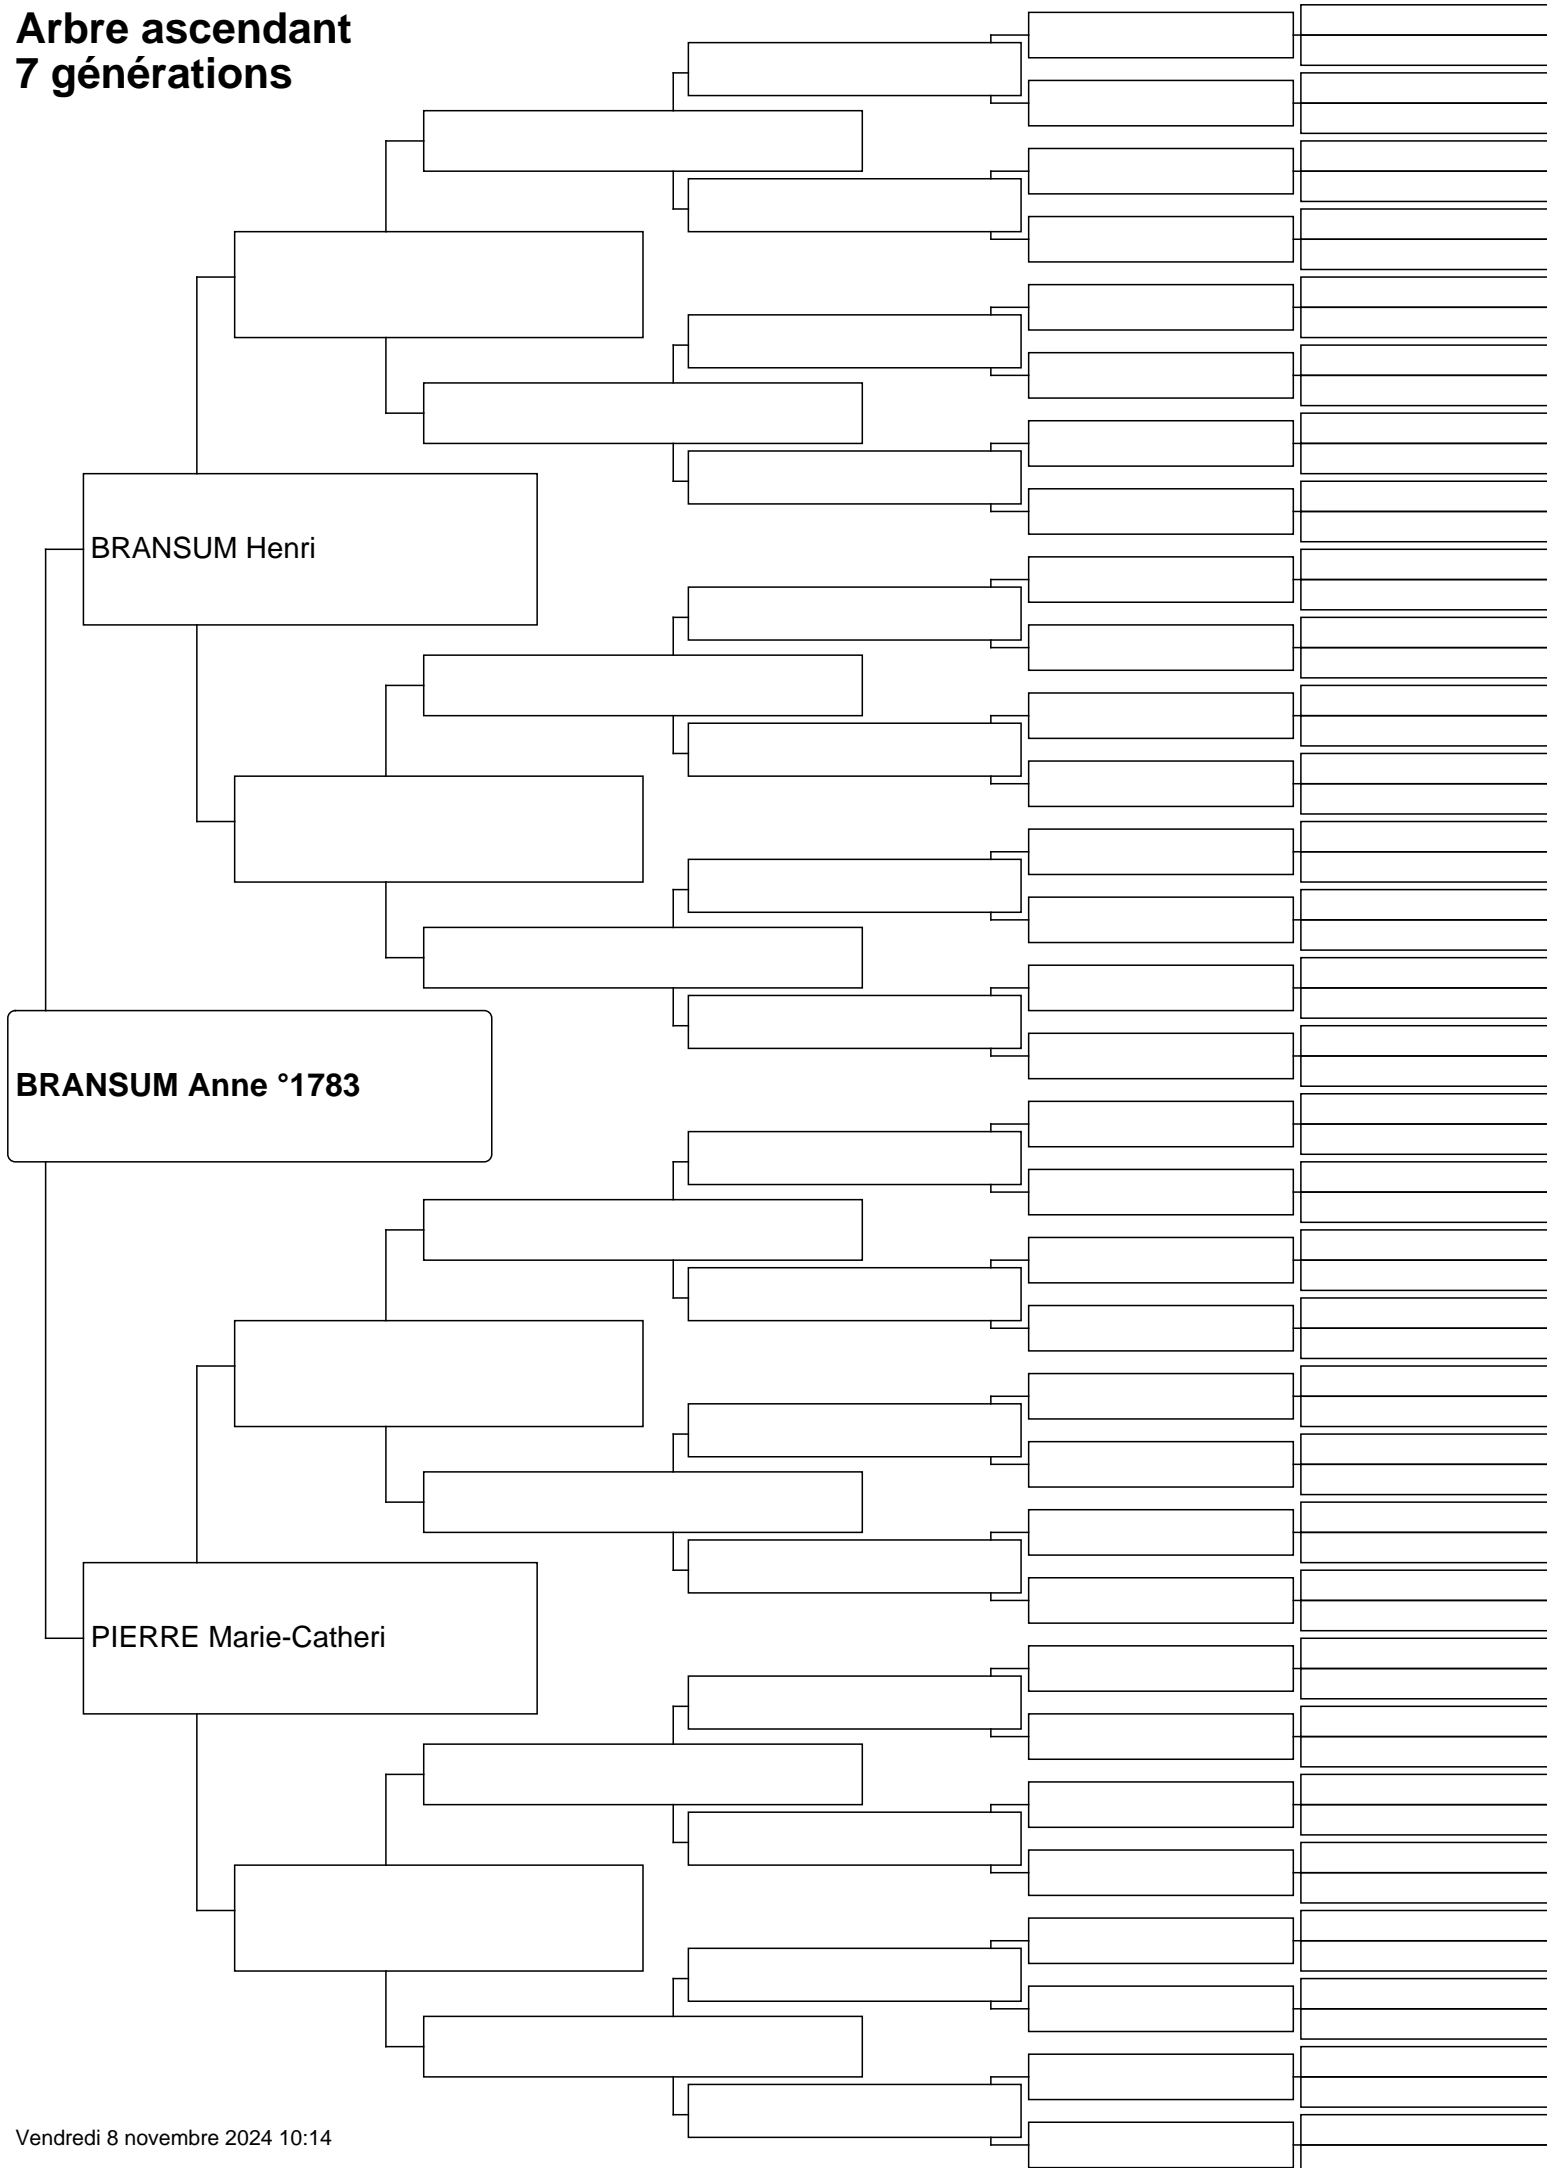 Arbre ascendant
7 générations
BRANSUM Henri
BRANSUM Anne °1783
PIERRE Marie-Catheri
Vendredi 8 novembre 2024 10:14